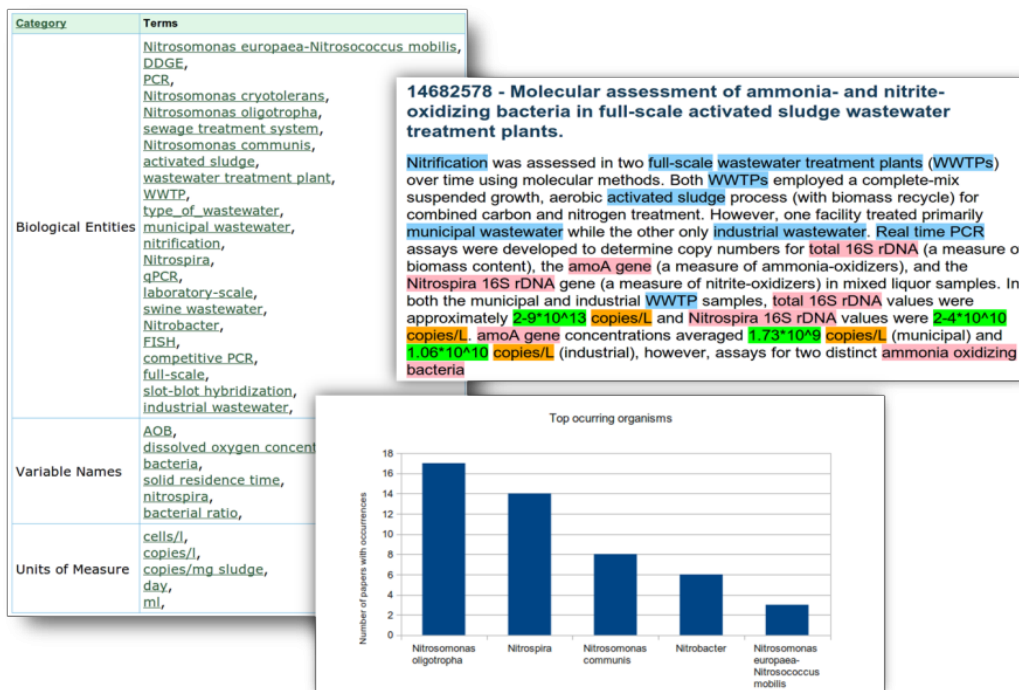 Category Terms
Biological Entities
Nitrosomonas europaea-Nitrosococcus mobilis,
DDGE,
PCR,
Nitrosomonas cryotolerans,
Nitrosomonas oligotropha,
sewage treatment system,
Nitrosomonas communis,
activated sludge,
wastewater treatment plant,
WWTP,
type_of_wastewater,
municipal wastewater,
nitrification,
Nitrospira,
qPCR,
laboratory-scale,
swine wastewater,
Nitrobacter,
FISH,
competitive PCR,
full-scale,
slot-blot hybridization,
industrial wastewater,
Variable Names
AOB,
dissolved oxygen concent
bacteria,
solid residence time,
nitrospira,
bacterial ratio,
Units of Measure
cells/l,
copies/l,
copies/mg sludge,
day,
ml,
14682578 - Molecular assessment of ammonia- and nitrite-
oxidizing bacteria in full-scale activated sludge wastewater
treatment plants.
Nitrification was assessed in two full-scale wastewater treatment plants (WWTPs)
over time using molecular methods. Both WWTPs employed a complete-mix
suspended growth, aerobic activated sludge process (with biomass recycle) for
combined carbon and nitrogen treatment. However, one facility treated primarily
municipal wastewater while the other only industrial wastewater. Real time PCR
assays were developed to determine copy numbers for total 16S rDNA (a measure of
biomass content), the amoA gene (a measure of ammonia-oxidizers), and the
Nitrospira 16S rDNA gene (a measure of nitrite-oxidizers) in mixed liquor samples. In
both the municipal and industrial WWTP samples, total 16S rDNA values were
approximately 2-9*10^13 copies/L and Nitrospira 16S rDNA values were 2-4*10^10
copies/L. amoA gene concentrations averaged 1.73*10^9 copies/L (municipal) and
1.06*10^10 copies/L (industrial), however, assays for two distinct ammonia oxidizing
bacteria
Top ocurring organisms
Number of papers with occurrences
18
16
14
12
10
8
6
4
2
0
Nitrosomonas oligotropha
Nitrospira
Nitrosomonas communis
Nitrobacter
Nitrosomonas europaea-Nitrosococcus mobilis